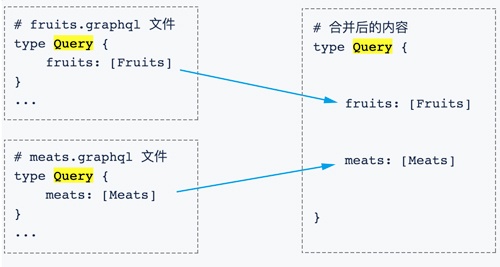 # fruits.graphql 文件
type Query {
fruits: [Fruits]
}
...
# meats.graphql 文件
type Query {
meats: [Meats]
}
...
# 合并后的内容
type Query {
fruits: [Fruits]
meats: [Meats]
}